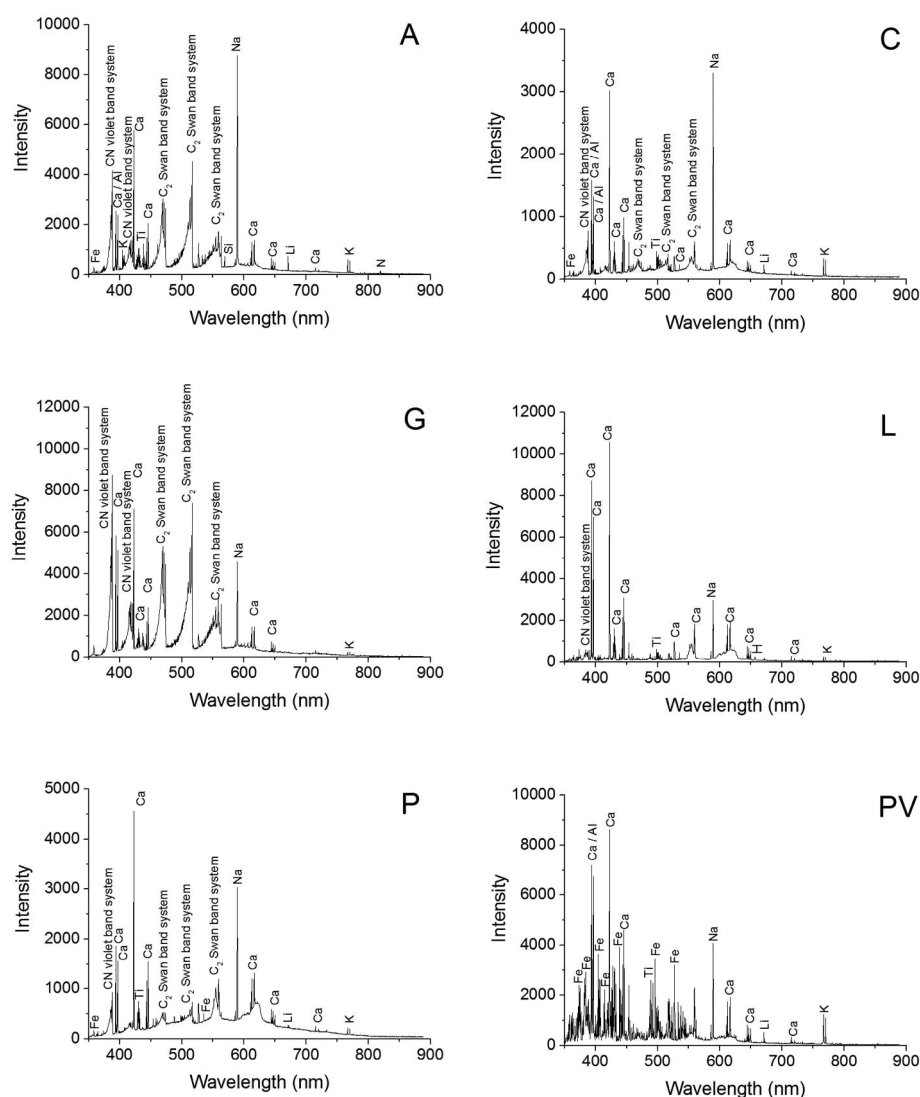 A
10000
8000
6000
4000
2000
0
Intensity
Fe
CN violet band system
Ca / Al
K
CN violet band system
Ca
Ti
Ca
C2 Swan band system
C2 Swan band system
C2 Swan band system
Si
Na
Ca
Ca
Li
Ca
K
N
400 500 600 700 800 900
Wavelength (nm)
C
4000
3000
2000
1000
0
Intensity
Fe
CN violet band system
Ca / Al
Ca / Al
Ca
Ca
Ca
C2 Swan band system
Ti
C2 Swan band system
Ca
C2 Swan band system
Na
Ca
Ca
Li
Ca
K
400 500 600 700 800 900
Wavelength (nm)
G
12000
10000
8000
6000
4000
2000
0
Intensity
CN violet band system
Ca
CN violet band system
Ca
Ca
Ca
C2 Swan band system
C2 Swan band system
C2 Swan band system
Na
Ca
Ca
K
400 500 600 700 800 900
Wavelength (nm)
L
12000
10000
8000
6000
4000
2000
0
Intensity
CN violet band system
Ca
Ca
Ca
Ca
Ca
Ti
Ca
Ca
Na
Ca
Ca
H
Ca
K
400 500 600 700 800 900
Wavelength (nm)
P
5000
4000
3000
2000
1000
0
Intensity
Fe
CN violet band system
Ca
Ca
Ca
Ti
Ca
C2 Swan band system
C2 Swan band system
Fe
C2 Swan band system
Na
Ca
Ca
Li
Ca
K
400 500 600 700 800 900
Wavelength (nm)
PV
10000
8000
6000
4000
2000
0
Intensity
Fe
Fe
Ca / Al
Fe
Fe
Ca
Fe
Ca
Ti
Fe
Fe
Na
Ca
Ca
Li
Ca
K
400 500 600 700 800 900
Wavelength (nm)